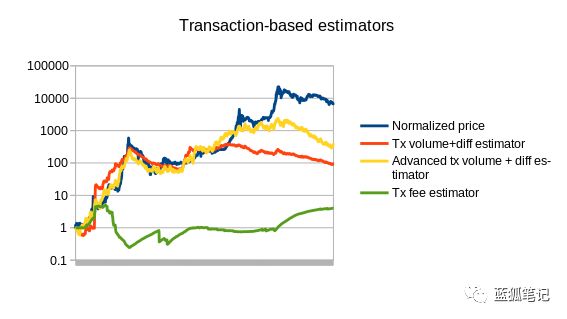 Transaction-based estimators
100000
10000
1000
100
10
1
0.1
Normalized price
Tx volume+diff estimator
Advanced tx volume + diff es-
timator
Tx fee estimator
蓝狐笔记